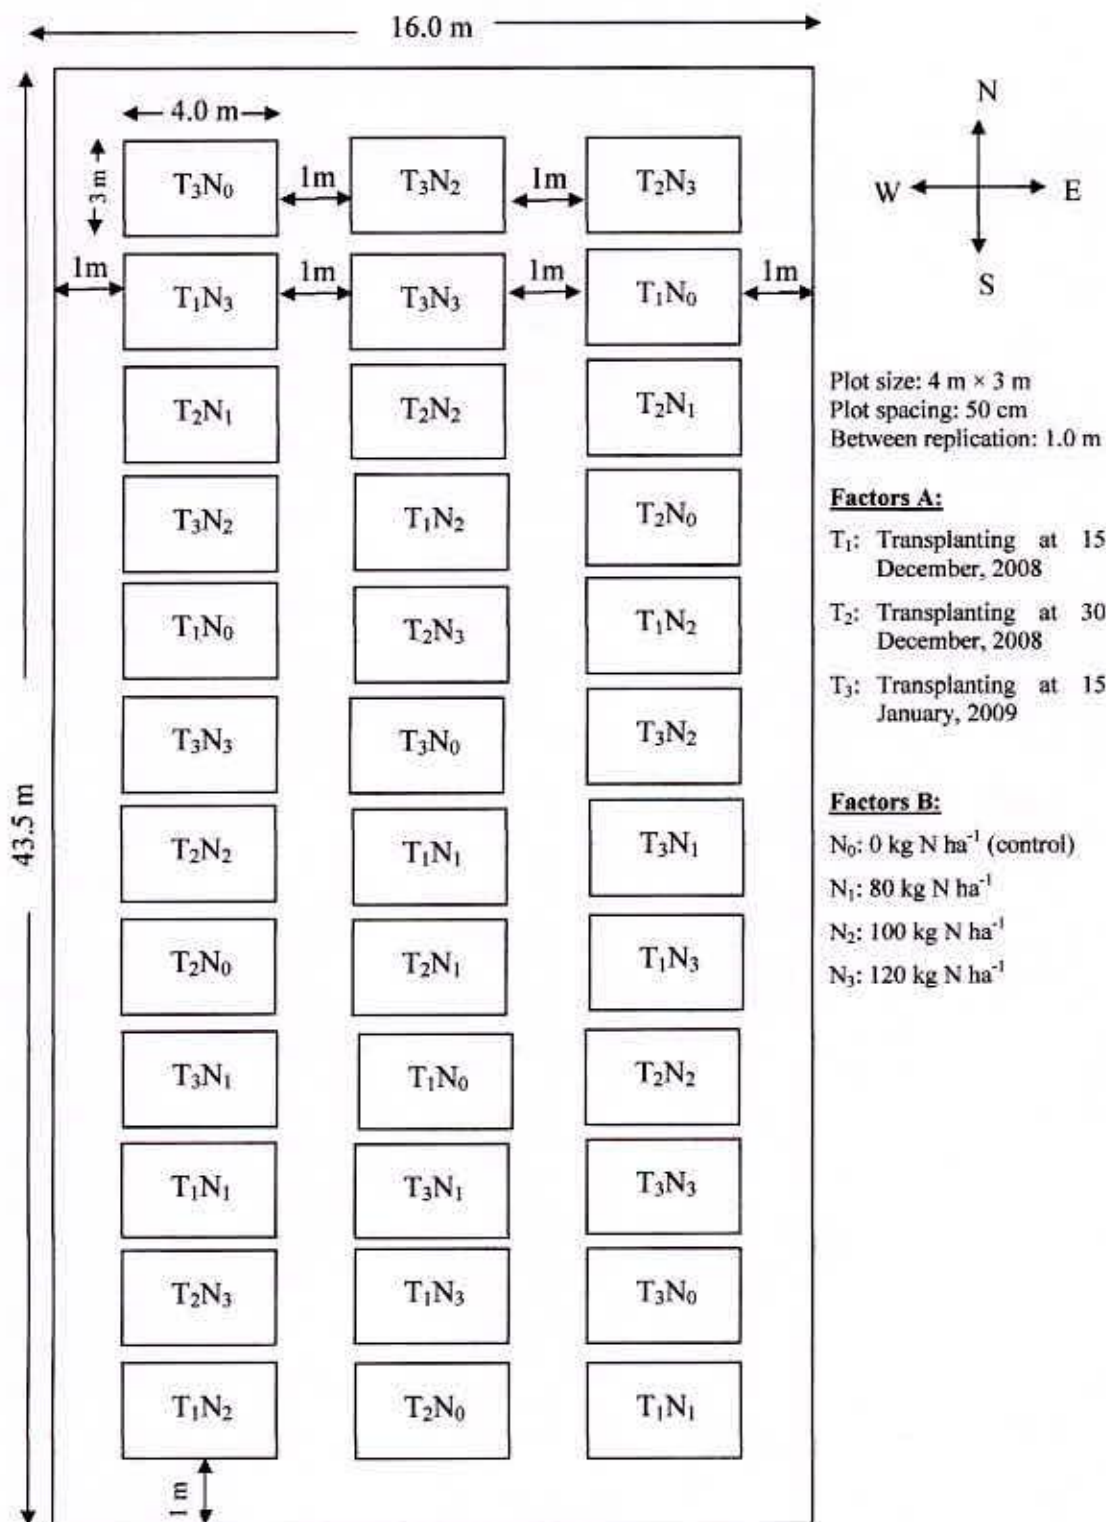 16.0 m
4.0 m
N
T₃N₀
1m
T₃N₂
1m
T₂N₃
3 m
W
E
S
1m
T₁N₃
1m
T₃N₃
1m
T₁N₀
1m
T₂N₁
T₂N₂
T₂N₁
T₃N₂
T₁N₂
T₂N₀
T₁N₀
T₂N₃
T₁N₂
T₃N₃
T₃N₀
T₃N₂
43.5 m
T₂N₂
T₁N₁
T₃N₁
T₂N₀
T₂N₁
T₁N₃
T₃N₁
T₁N₀
T₂N₂
T₁N₁
T₃N₁
T₃N₃
T₂N₃
T₁N₃
T₃N₀
T₁N₂
T₂N₀
T₁N₁
1 m
Plot size: 4 m × 3 m
Plot spacing: 50 cm
Between replication: 1.0 m
Factors A:
T₁: Transplanting at 15
December, 2008
T₂: Transplanting at 30
December, 2008
T₃: Transplanting at 15
January, 2009
Factors B:
N₀: 0 kg N ha⁻¹ (control)
N₁: 80 kg N ha⁻¹
N₂: 100 kg N ha⁻¹
N₃: 120 kg N ha⁻¹